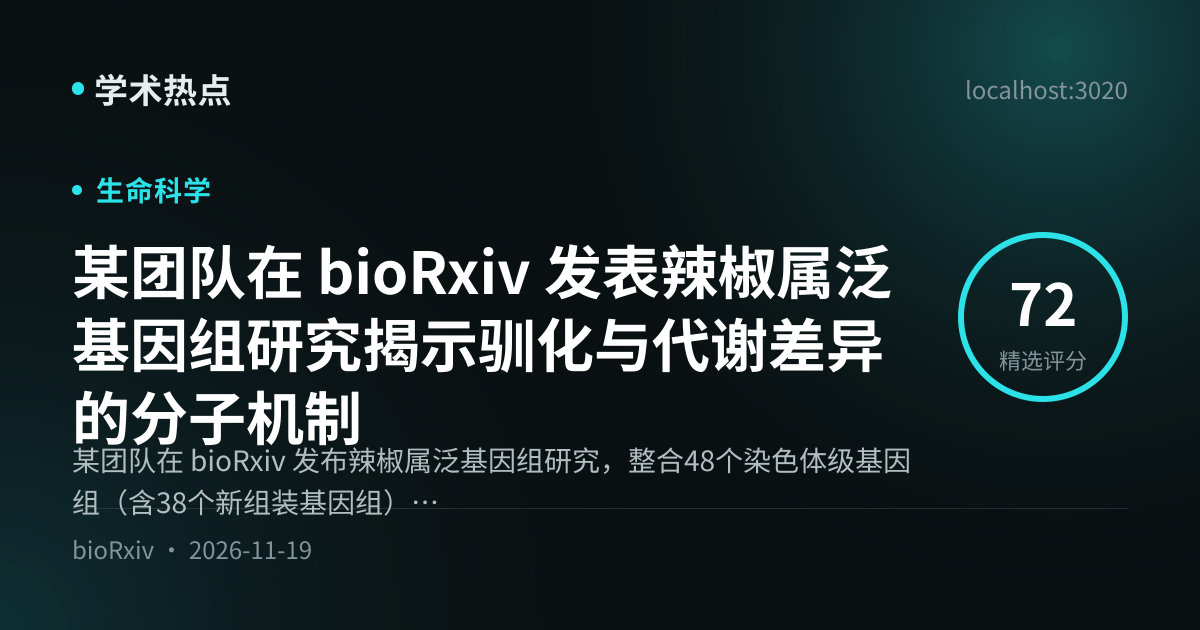 学术热点
localhost:3020
生命科学
某团队在 bioRxiv 发表辣椒属泛
基因组研究揭示驯化与代谢差异
的分子机制
72
精选评分
某团队在 bioRxiv 发布辣椒属泛基因组研究，整合48个染色体级基因
组（含38个新组装基因组）…
bioRxiv • 2026-11-19